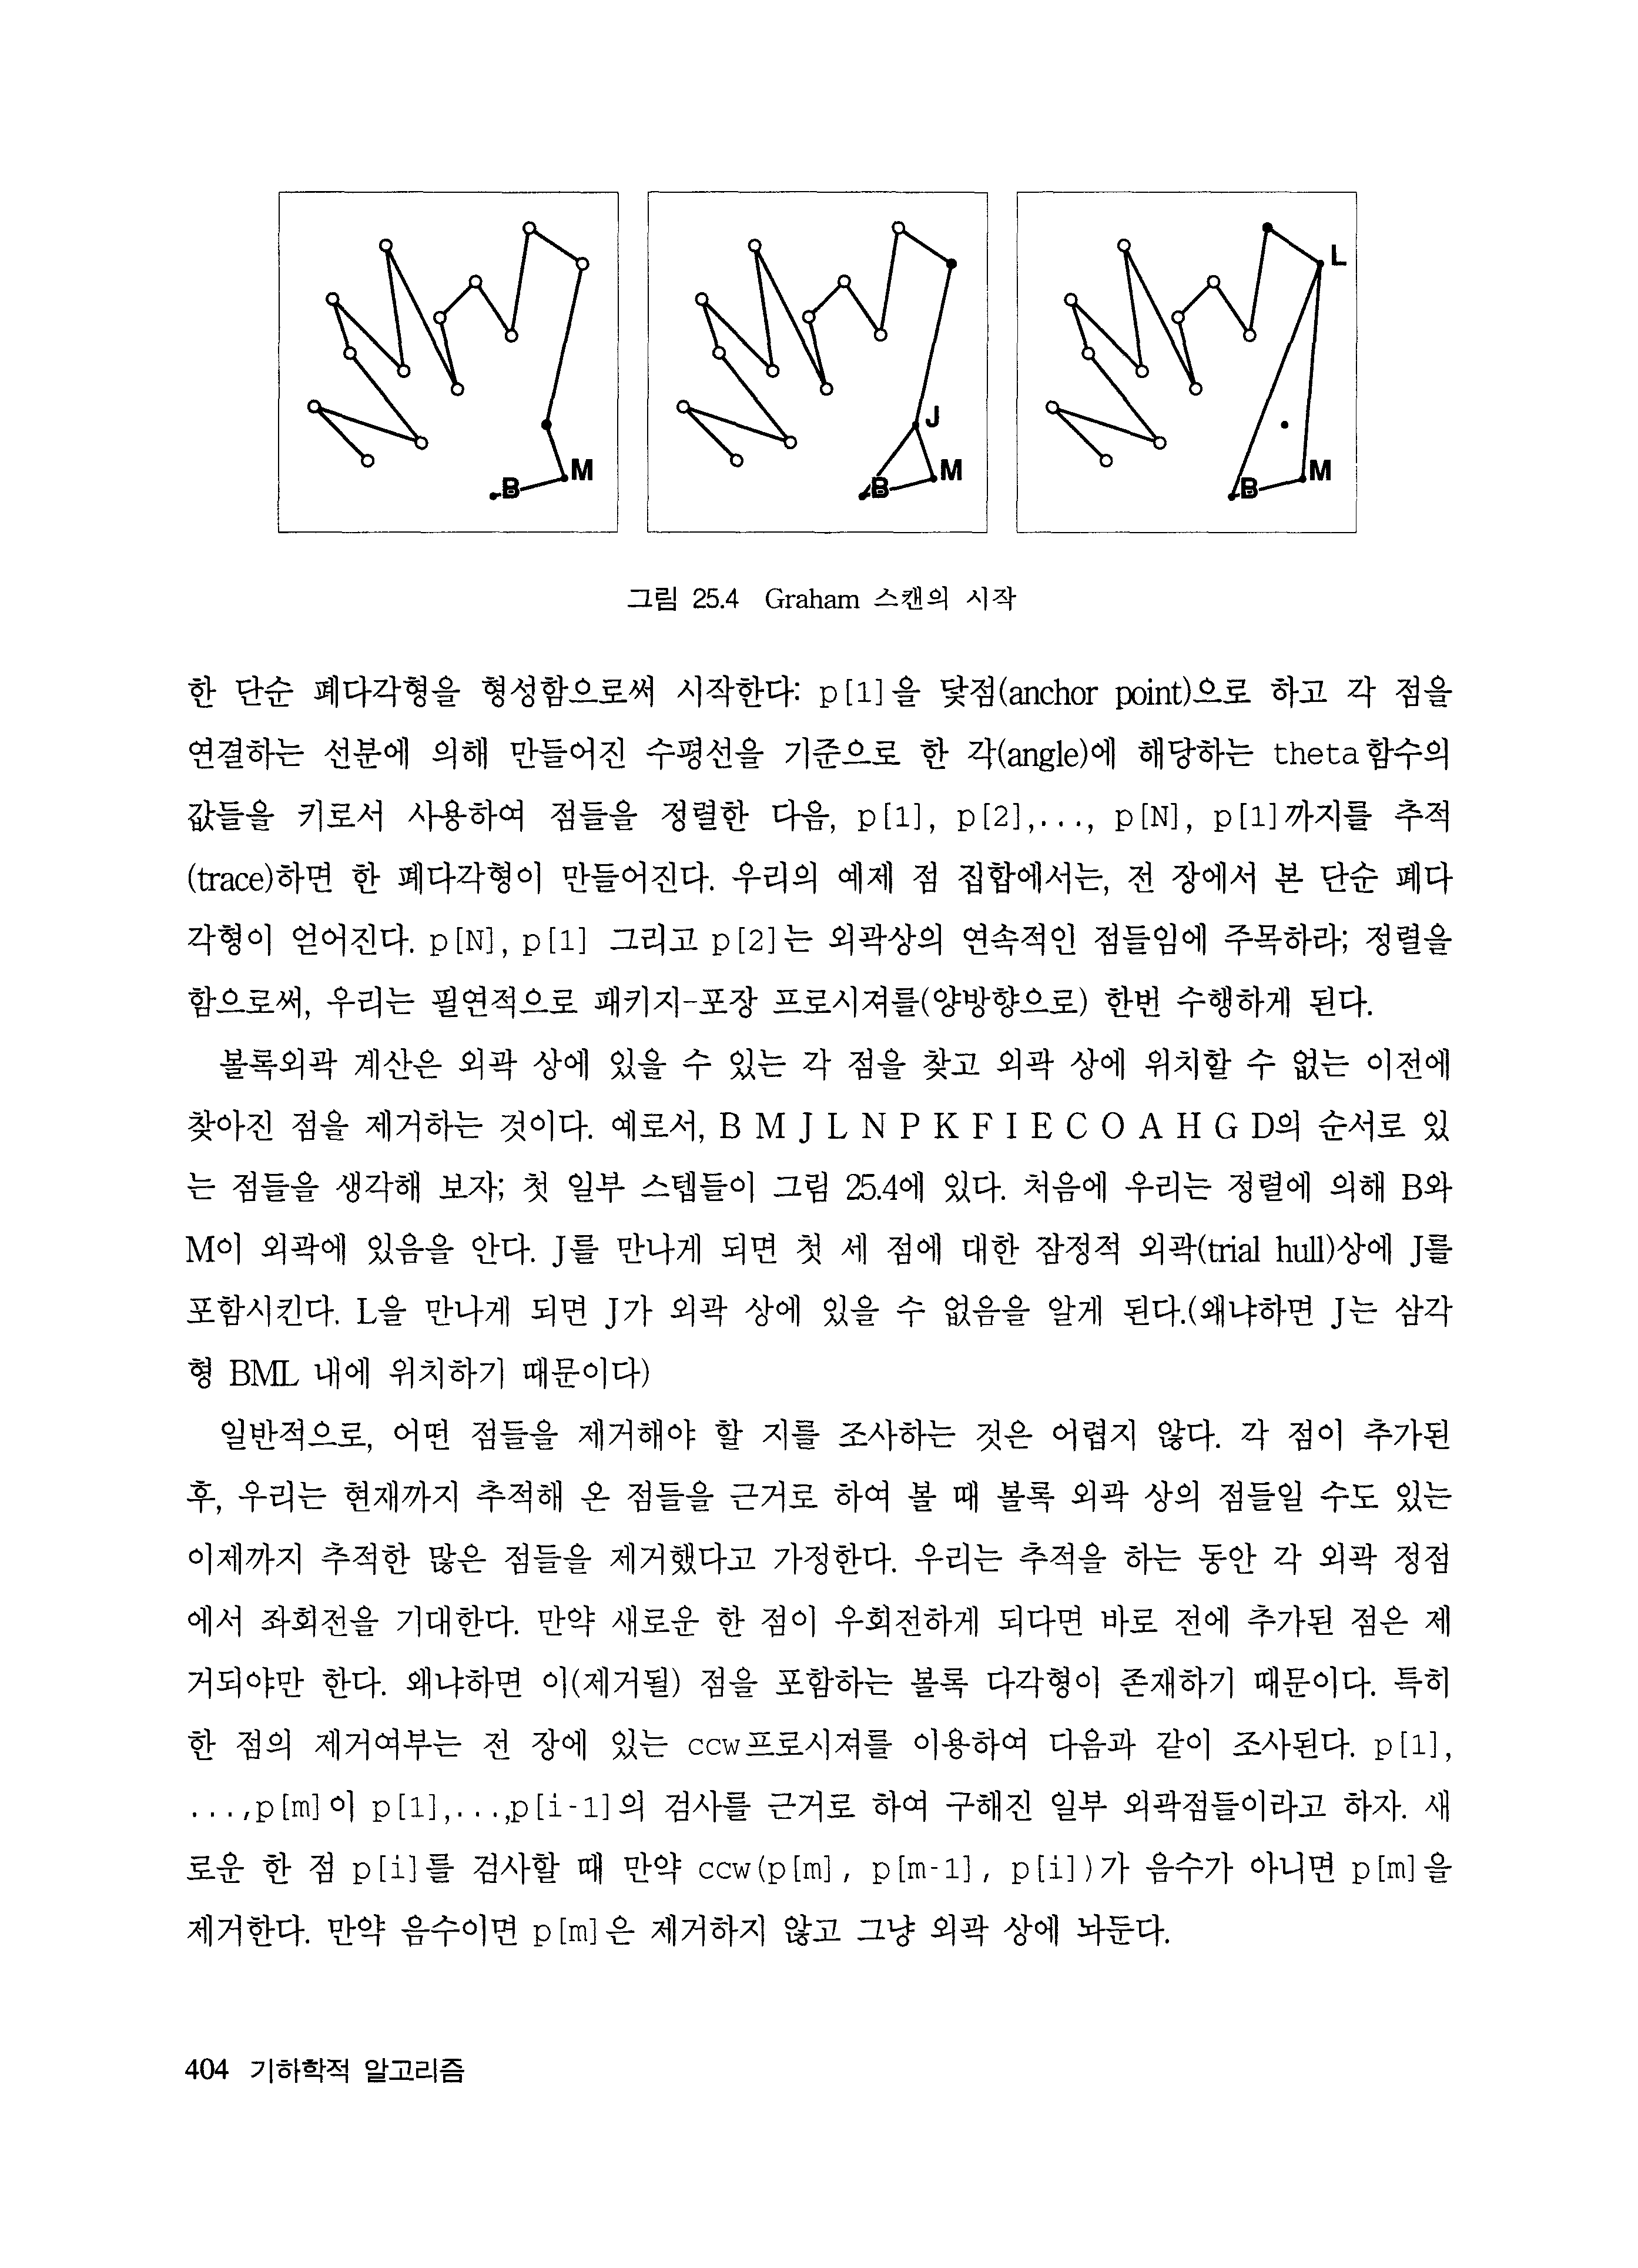 B M
J B M
L B M
그림 25.4 Graham 스캔의 시작
한 단순 폐다각형을 형성함으로써 시작한다: p[1]을 닻점(anchor point)으로 하고 각 점을
연결하는 선분에 의해 만들어진 수평선을 기준으로 한 각(angle)에 해당하는 theta함수의
값들을 키로서 사용하여 점들을 정렬한 다음, p[1], p[2],..., p[N], p[1]까지를 추적
(trace)하면 한 폐다각형이 만들어진다. 우리의 예제 점 집합에서는, 전 장에서 본 단순 폐다
각형이 얻어진다. p[N], p[1] 그리고 p[2]는 외곽상의 연속적인 점들임에 주목하라; 정렬을
함으로써, 우리는 필연적으로 패키지-포장 프로시져를(양방향으로) 한번 수행하게 된다.
볼록외곽 계산은 외곽 상에 있을 수 있는 각 점을 찾고 외곽 상에 위치할 수 없는 이전에
찾아진 점을 제거하는 것이다. 예로서, B M J L N P K F I E C O A H G D의 순서로 있
는 점들을 생각해 보자; 첫 일부 스텝들이 그림 25.4에 있다. 처음에 우리는 정렬에 의해 B와
M이 외곽에 있음을 안다. J를 만나게 되면 첫 세 점에 대한 잠정적 외곽(trial hull)상에 J를
포함시킨다. L을 만나게 되면 J가 외곽 상에 있을 수 없음을 알게 된다.(왜냐하면 J는 삼각
형 BML 내에 위치하기 때문이다)
일반적으로, 어떤 점들을 제거해야 할 지를 조사하는 것은 어렵지 않다. 각 점이 추가된
후, 우리는 현재까지 추적해 온 점들을 근거로 하여 볼 때 볼록 외곽 상의 점들일 수도 있는
이제까지 추적한 많은 점들을 제거했다고 가정한다. 우리는 추적을 하는 동안 각 외곽 정점
에서 좌회전을 기대한다. 만약 새로운 한 점이 우회전하게 되다면 바로 전에 추가된 점은 제
거되야만 한다. 왜냐하면 이(제거될) 점을 포함하는 볼록 다각형이 존재하기 때문이다. 특히
한 점의 제거여부는 전 장에 있는 ccw프로시져를 이용하여 다음과 같이 조사된다. p[1],
...,p[m]이 p[1],...,p[i-1]의 검사를 근거로 하여 구해진 일부 외곽점들이라고 하자. 새
로운 한 점 p[i]를 검사할 때 만약 ccw(p[m], p[m-1], p[i])가 음수가 아니면 p[m]을
제거한다. 만약 음수이면 p[m]은 제거하지 않고 그냥 외곽 상에 놔둔다.
404 기하학적 알고리즘